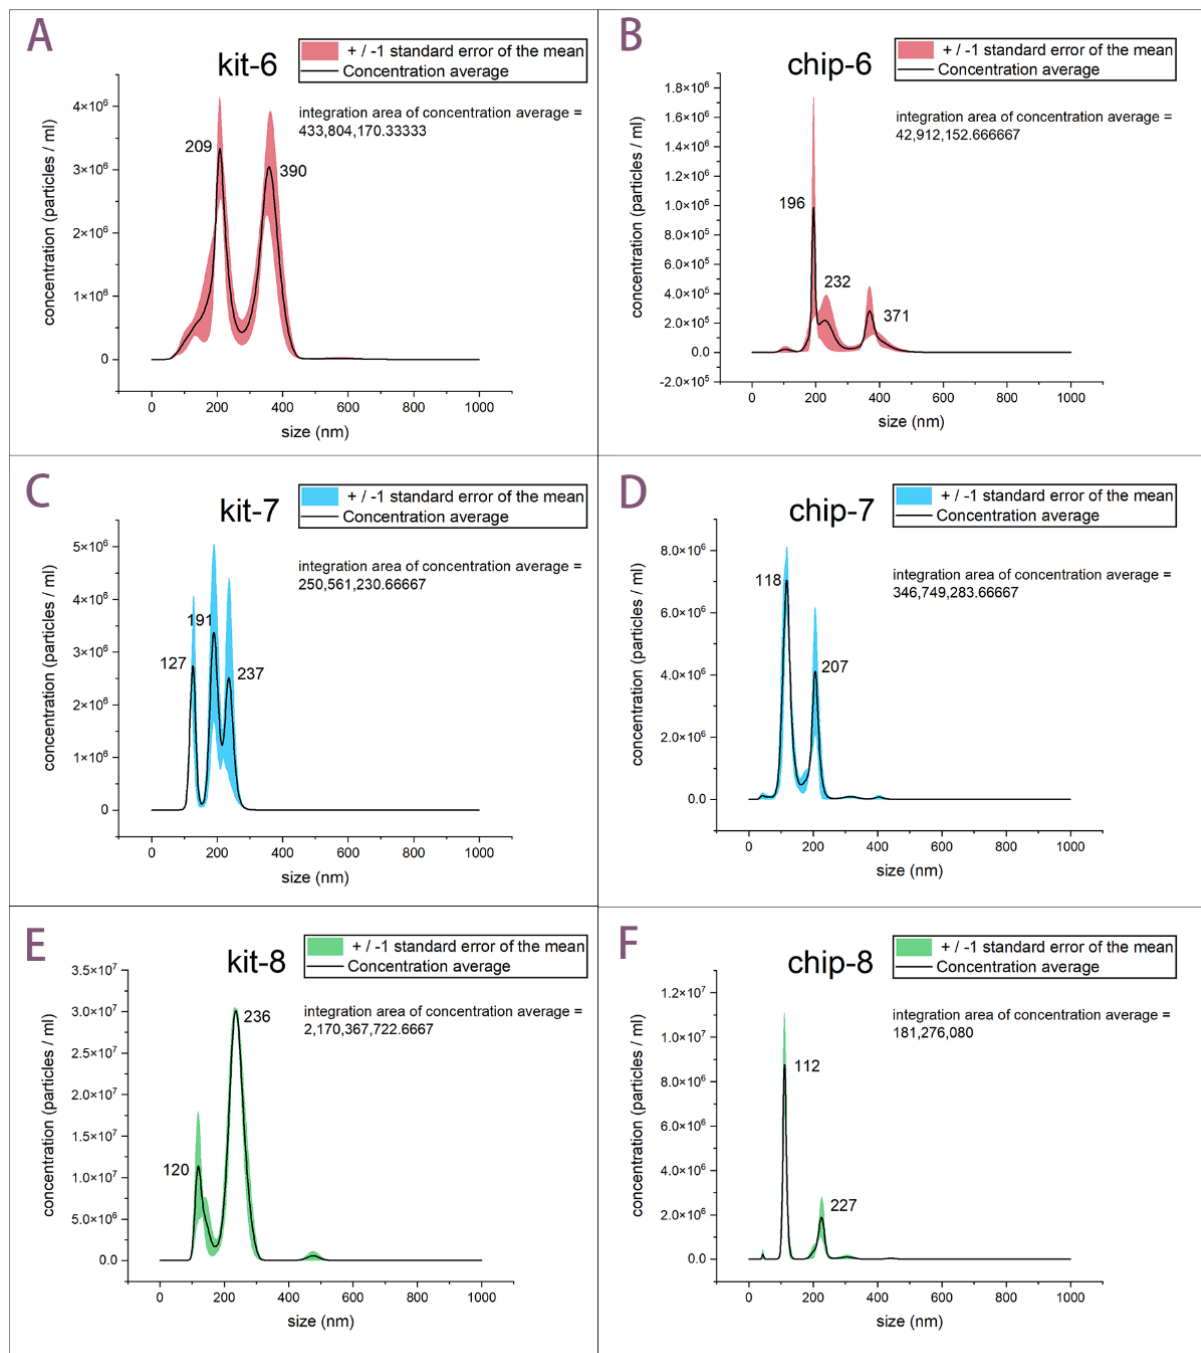 A
kit-6
+ / -1 standard error of the mean
Concentration average
integration area of concentration average =
433,804,170.33333
209
390
4×10⁶
3×10⁶
2×10⁶
1×10⁶
0
concentration (particles / ml)
0 200 400 600 800 1000
size (nm)
B
chip-6
+ / -1 standard error of the mean
Concentration average
integration area of concentration average =
42,912,152.666667
196
232
371
1.8×10⁶
1.6×10⁶
1.4×10⁶
1.2×10⁶
1.0×10⁶
8.0×10⁵
6.0×10⁵
4.0×10⁵
2.0×10⁵
0.0
-2.0×10⁵
concentration (particles / ml)
0 200 400 600 800 1000
size (nm)
C
kit-7
+ / -1 standard error of the mean
Concentration average
integration area of concentration average =
250,561,230.66667
127
191
237
5×10⁶
4×10⁶
3×10⁶
2×10⁶
1×10⁶
0
concentration (particles / ml)
0 200 400 600 800 1000
size (nm)
D
chip-7
+ / -1 standard error of the mean
Concentration average
integration area of concentration average =
346,749,283.66667
118
207
8.0×10⁶
6.0×10⁶
4.0×10⁶
2.0×10⁶
0.0
concentration (particles / ml)
0 200 400 600 800 1000
size (nm)
E
kit-8
+ / -1 standard error of the mean
Concentration average
integration area of concentration average =
2,170,367,722.6667
120
236
3.5×10⁷
3.0×10⁷
2.5×10⁷
2.0×10⁷
1.5×10⁷
1.0×10⁷
5.0×10⁶
0.0
concentration (particles / ml)
0 200 400 600 800 1000
size (nm)
F
chip-8
+ / -1 standard error of the mean
Concentration average
integration area of concentration average =
181,276,080
112
227
1.2×10⁷
1.0×10⁷
8.0×10⁶
6.0×10⁶
4.0×10⁶
2.0×10⁶
0.0
concentration (particles / ml)
0 200 400 600 800 1000
size (nm)